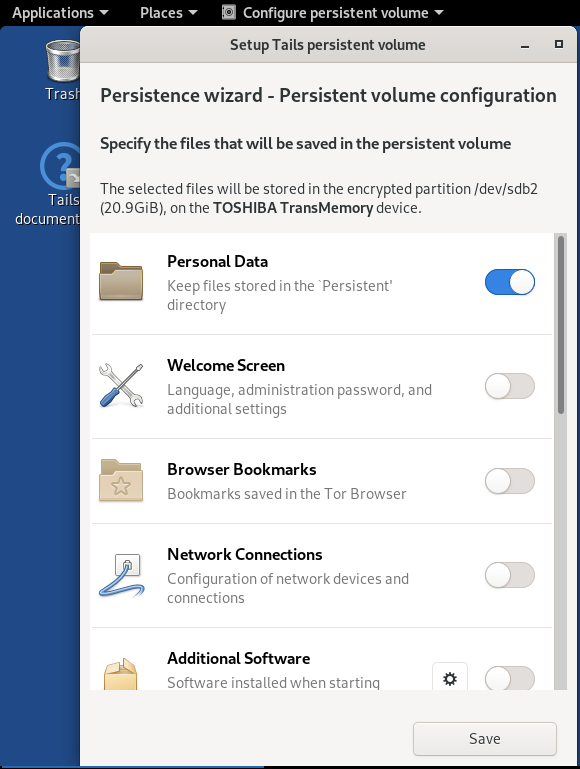 Applications Places Configure persistent volume
Setup Tails persistent volume
Trash
Tails
document
Persistence wizard - Persistent volume configuration
Specify the files that will be saved in the persistent volume
The selected files will be stored in the encrypted partition /dev/sdb2
(20.9GiB), on the TOSHIBA TransMemory device.
Personal Data
Keep files stored in the `Persistent'
directory
Welcome Screen
Language, administration password, and
additional settings
Browser Bookmarks
Bookmarks saved in the Tor Browser
Network Connections
Configuration of network devices and
connections
Additional Software
Software installed when starting
Save